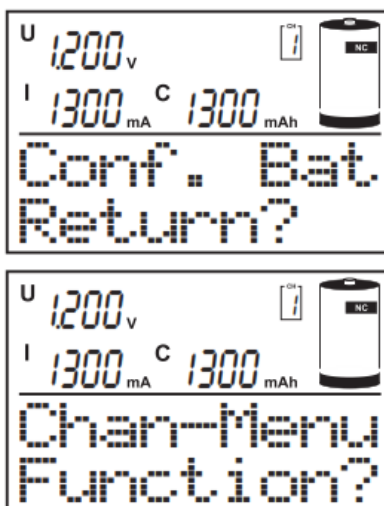 U 1.200 V CH 1 NC
I 1300 mA C 1300 mAh
Conf. Bat
Return?
U 1.200 V CH 1 NC
I 1300 mA C 1300 mAh
Chan-Menu
Function?